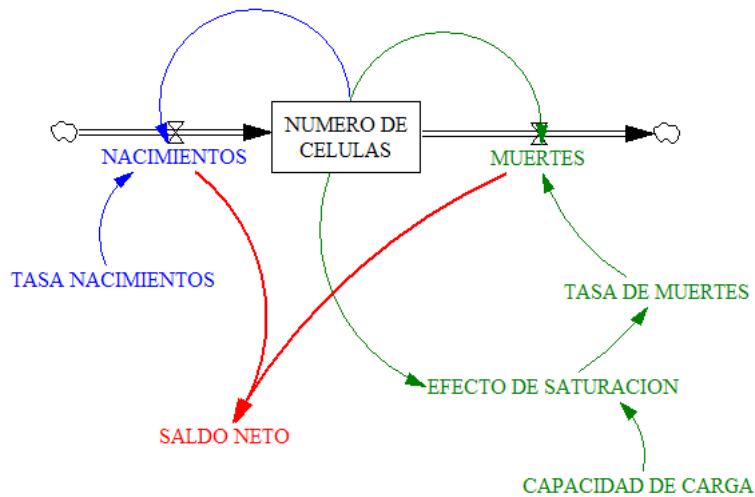 NUMERO DE
CELULAS
NACIMIENTOS
MUERTES
TASA NACIMIENTOS
TASA DE MUERTES
EFECTO DE SATURACION
SALDO NETO
CAPACIDAD DE CARGA